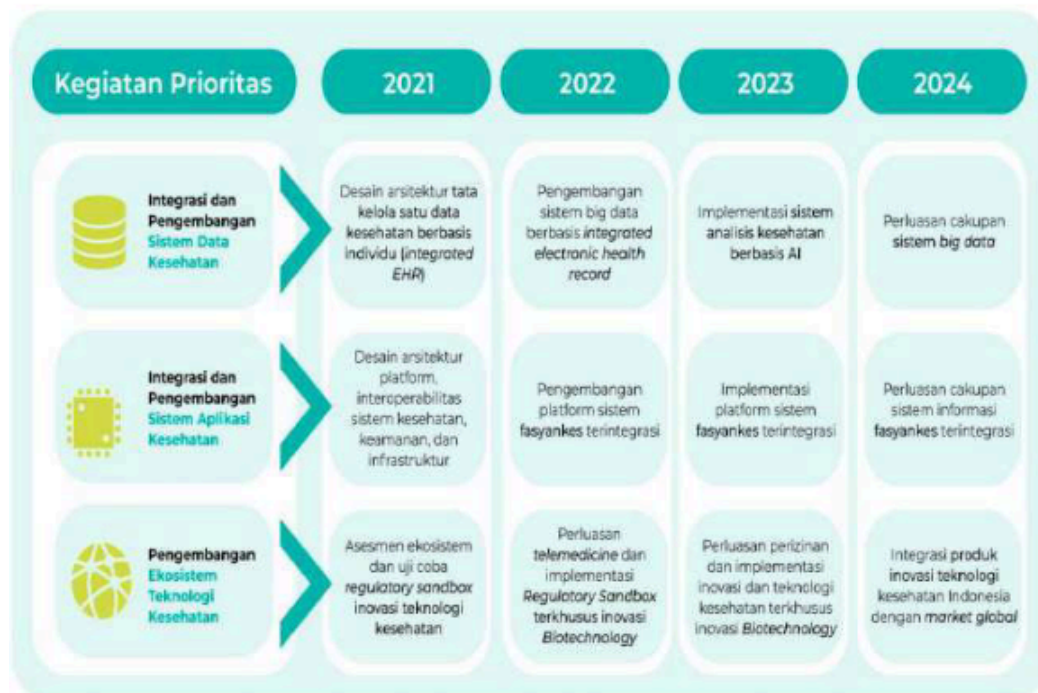 Kegiatan Prioritas
2021
2022
2023
2024
Integrasi dan
Pengembangan
Sistem Data
Kesehatan
Desain arsitektur tata
kelola satu data
kesehatan berbasis
individu (integrated
EHR)
Pengembangan
sistem big data
berbasis integrated
electronic health
record
Implementasi sistem
analisis kesehatan
berbasis AI
Perluasan cakupan
sistem big data
Integrasi dan
Pengembangan
Sistem Aplikasi
Kesehatan
Desain arsitektur
platform,
interoperabilitas
sistem kesehatan,
keamanan, dan
infrastruktur
Pengembangan
platform sistem
fasyankes terintegrasi
Implementasi
platform sistem
fasyankes terintegrasi
Perluasan cakupan
sistem informasi
fasyankes terintegrasi
Pengembangan
Ekosistem
Teknologi
Kesehatan
Asesmen ekosistem
dan uji coba
regulatory sandbox
inovasi teknologi
kesehatan
Perluasan
telemedicine dan
implementasi
Regulatory Sandbox
terkhusus inovasi
Biotechnology
Perluasan perizinan
dan implementasi
inovasi dan teknologi
kesehatan terkhusus
inovasi Biotechnology
Integrasi produk
inovasi teknologi
kesehatan Indonesia
dengan market global